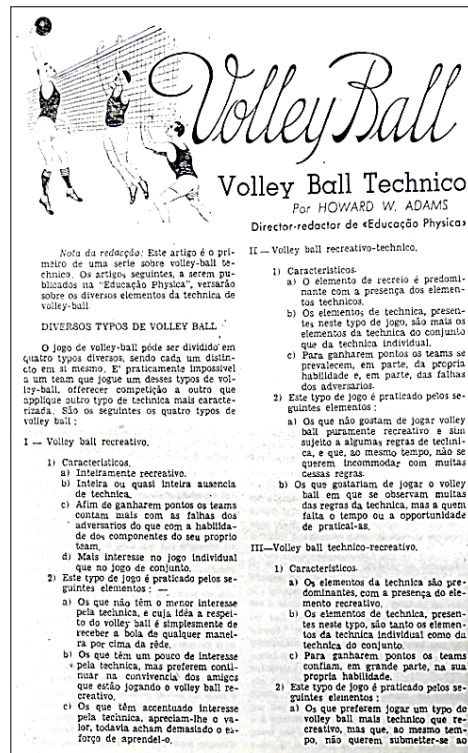 Volley Ball
Volley Ball Technico
Por HOWARD W. ADAMS
Director-redactor de «Educação Physica»
Nota da redacção: Este artigo é o pri-
meiro de uma serie sobre volley-ball te-
chnico. Os artigos seguintes, a serem pu-
blicados na "Educação Physica", versarão
sobre os diversos elementos da technica de
volley-ball.
DIVERSOS TYPOS DE VOLLEY BALL
O jogo de volley-ball póde ser dividido em
quatro typos diversos, sendo cada um distin-
cto em si mesmo. E' praticamente impossivel
a um team que jogue um desses typos de vol-
ley-ball, offerecer competição a outro que
applique outro typo de technica mais caracte-
rizada. São os seguintes os quatro typos de
volley ball:
I — Volley ball recreativo.
1) Caracteristicos.
a) Inteiramente recreativo.
b) Inteira ou quasi inteira ausencia
de technica.
c) Afim de ganharem pontos os teams
contam mais com as falhas dos
adversarios do que com a habilida-
de dos componentes do seu proprio
team.
d) Mais interesse no jogo individual
que no jogo de conjunto.
2) Este typo de jogo é praticado pelos se-
guintes elementos: —
a) Os que não têm o menor interesse
pela technica, e cuja idéa a respei-
to do volley ball é simplesmente de
receber a bola de qualquer manei-
ra por cima da rêde.
b) Os que têm um pouco de interesse
pela technica, mas preferem conti-
nuar na convivencia dos amigos
que estão jogando o volley ball re-
creativo.
c) Os que têm accentuado interesse
pela technica, apreciam-lhe o va-
lor, todavia acham demasiado o es-
forço de aprendel-o.
II — Volley ball recreativo-technico.
1) Caracteristicos.
a) O elemento de recreio é predomi-
nante com a presença dos elemen-
tos technicos.
b) Os elementos de technica, presen-
tes neste typo de jogo, são mais os
elementos da technica do conjunto
que da technica individual.
c) Para ganharem pontos os teams se
prevalecem, em parte, da propria
habilidade e, em parte, das falhas
dos adversarios.
2) Este typo de jogo é praticado pelos se-
guintes elementos:
a) Os que não gostam de jogar volley
ball puramente recreativo e sim
sujeito a algumas regras de techni-
ca, e que, ao mesmo tempo, não se
querem incommodar com muitas
dessas regras.
b) Os que gostariam de jogar o volley
ball em que se observam muitas
das regras da technica, mas a quem
falta o tempo ou a opportunidade
de pratical-as.
III—Volley ball technico-recreativo.
1) Caracteristicos.
a) Os elementos da technica são pre-
dominantes, com a presença do ele-
mento recreativo.
b) Os elementos de technica, presen-
tes neste typo, são tanto os elemen-
tos da technica individual como da
technica do conjunto.
c) Para ganharem pontos os teams
confiam, em grande parte, na sua
propria habilidade.
2) Este typo de jogo é praticado pelos se-
guintes elementos:
a) Os que preferem jogar um typo do
volley ball mais technico que re-
creativo, mas que, ao mesmo tem-
po, não querem submetter-se ao